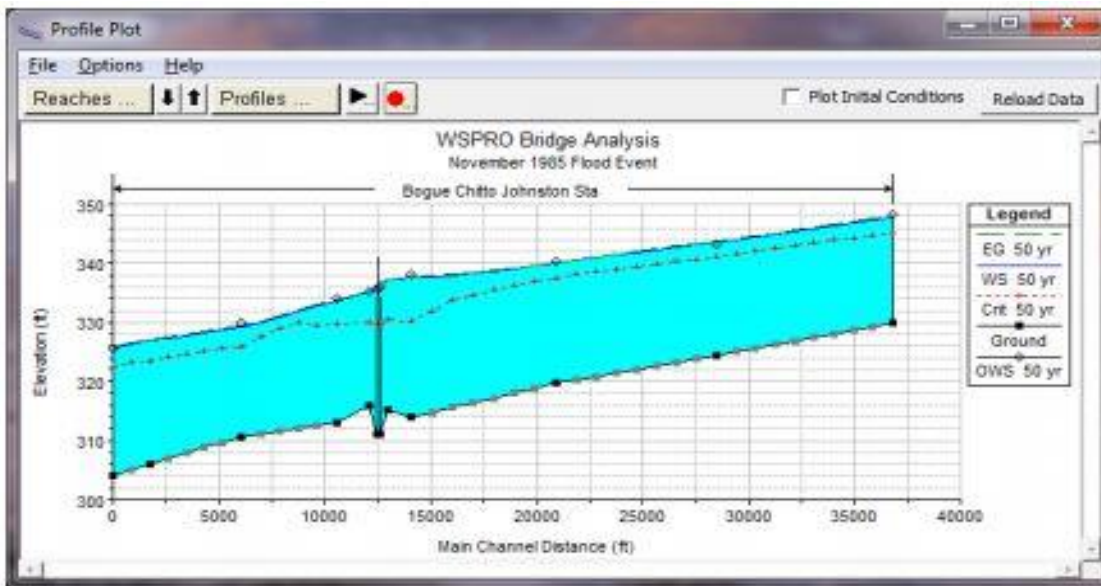 Profile Plot
File Options Help
Reaches ... Profiles ... Plot Initial Conditions Reload Data
WSPRO Bridge Analysis
November 1985 Flood Event
Bogue Chitto Johnston Sta
350
340
330
320
310
300
Elevation (ft)
0 5000 10000 15000 20000 25000 30000 35000 40000
Main Channel Distance (ft)
Legend
EG 50 yr
WS 50 yr
Crit 50 yr
Ground
OWS 50 yr